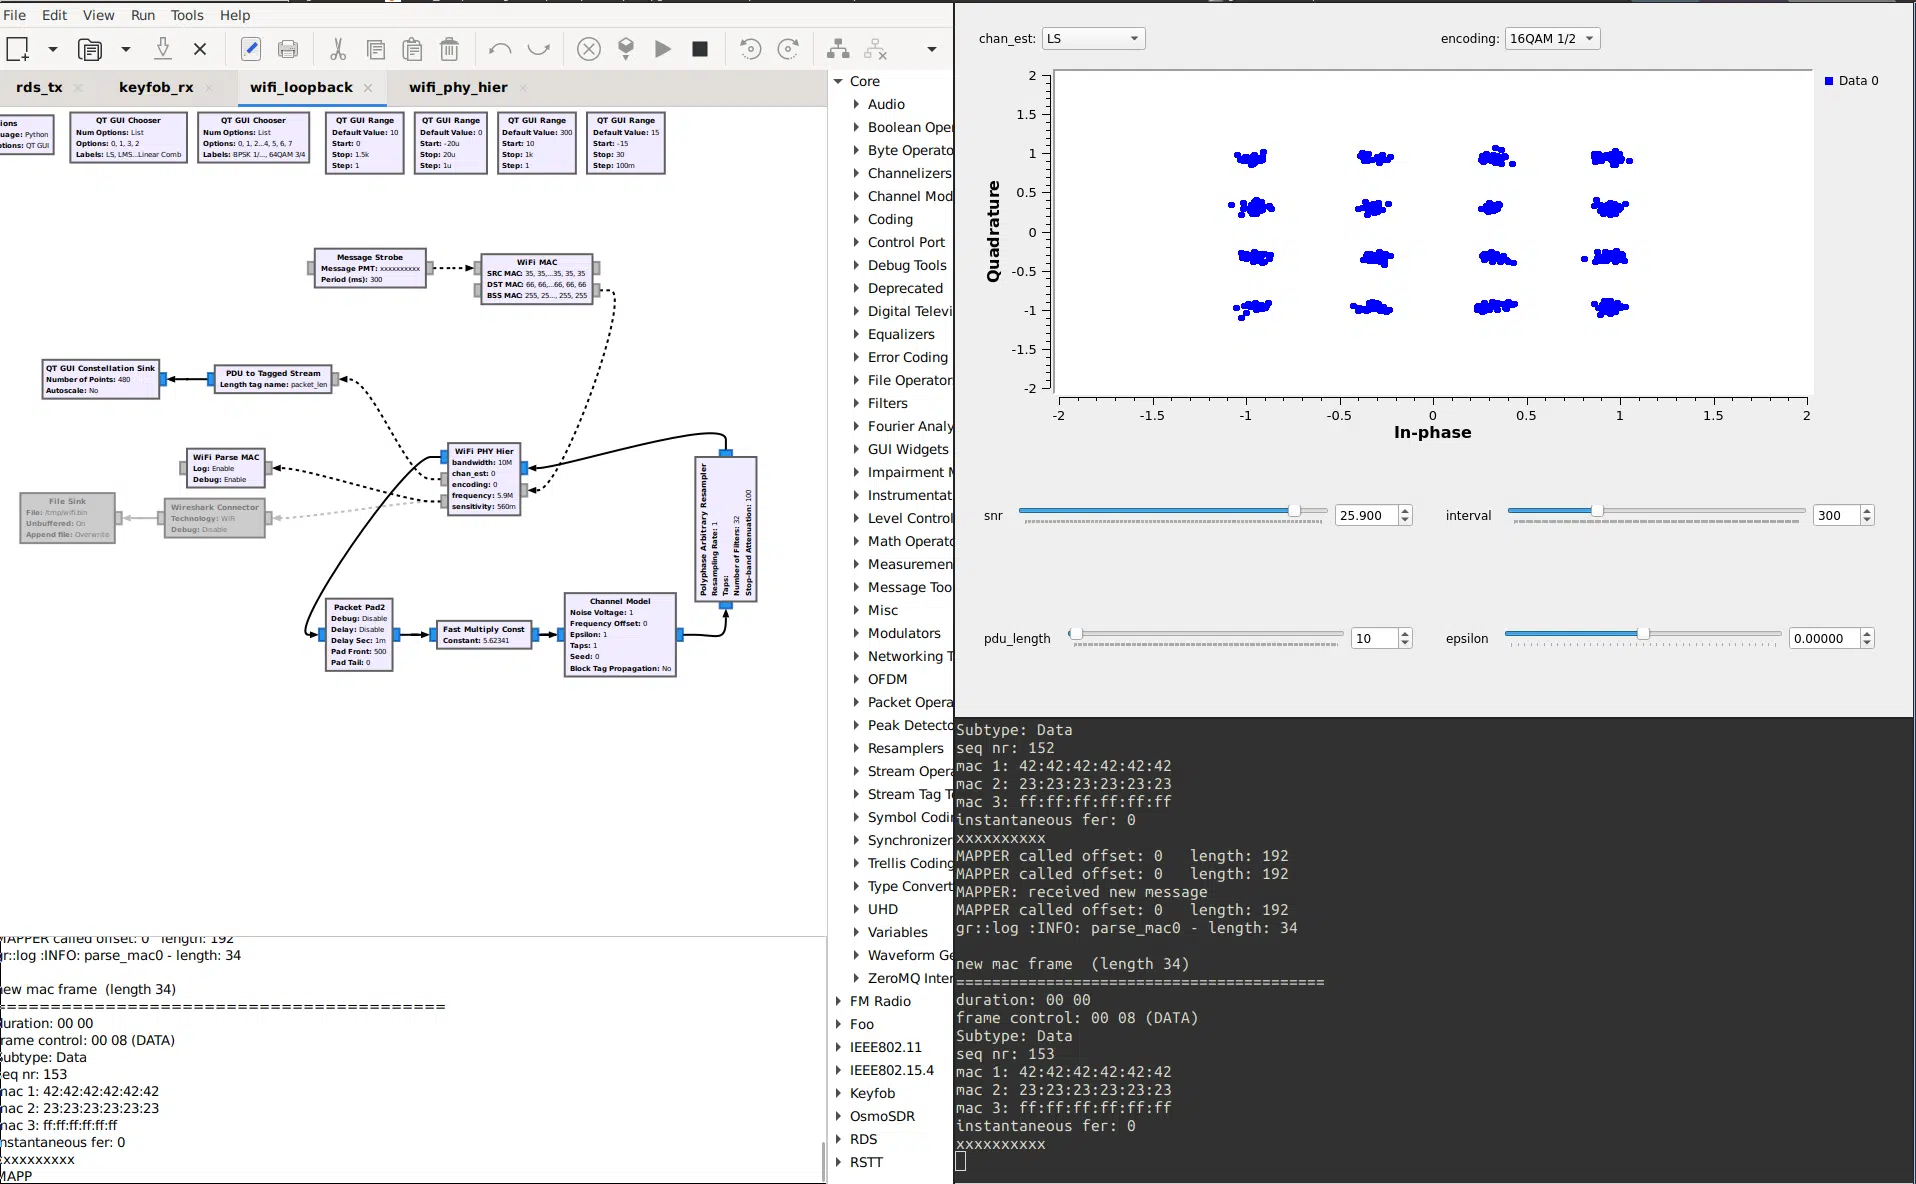 File Edit View Run Tools Help
rds_tx keyfob_rx wifi_loopback wifi_phy_hier
ions
uage: Python
ptions: QT GUI
QT GUI Chooser
Num Options: List
Options: 0, 1, 2, 3
Labels: LS, LMS...Linear Comb
QT GUI Chooser
Num Options: List
Options: 0, 1, 2...4, 5, 6, 7
Labels: BPSK 1/..., 64QAM 3/4
QT GUI Range
Default Value: 10
Start: 0
Stop: 1.5k
Step: 1
QT GUI Range
Default Value: 0
Start: -20u
Stop: 20u
Step: 1u
QT GUI Range
Default Value: 300
Start: 10
Stop: 1k
Step: 1
QT GUI Range
Default Value: 15
Start: -15
Stop: 30
Step: 100m
Message Strobe
Message PMT: xxxxxxxxxx
Period (ms): 300
WiFi MAC
SRC MAC: 35, 35,...35, 35, 35
DST MAC: 66, 66,...66, 66, 66
BSS MAC: 255, 25..., 255, 255
QT GUI Constellation Sink
Number of Points: 480
Autoscale: No
PDU to Tagged Stream
Length tag name: packet_len
WiFi Parse MAC
Log: Enable
Debug: Enable
File Sink
File: /tmp/wifi.bin
Unbuffered: On
Append file: Overwrite
Wireshark Connector
Technology: WiFi
Debug: Disable
WiFi PHY Hier
bandwidth: 10M
chan_est: 0
encoding: 0
frequency: 5.9M
sensitivity: 560m
Polyphase Arbitrary Resampler
Resampling Rate: 1
Taps:
Number of Filters: 32
Stop-band Attenuation: 100
Packet Pad2
Debug: Disable
Delay: Disable
Delay Sec: 1m
Pad Front: 500
Pad Tail: 0
Fast Multiply Const
Constant: 5.62341
Channel Model
Noise Voltage: 1
Frequency Offset: 0
Epsilon: 1
Taps: 1
Seed: 0
Block Tag Propagation: No
MAPPER called offset: 0 length: 192
gr::log :INFO: parse_mac0 - length: 34
new mac frame (length 34)
=========================================
duration: 00 00
frame control: 00 08 (DATA)
Subtype: Data
seq nr: 153
mac 1: 42:42:42:42:42:42
mac 2: 23:23:23:23:23:23
mac 3: ff:ff:ff:ff:ff:ff
instantaneous fer: 0
xxxxxxxxxx
MAPP
Core
Audio
Boolean Oper
Byte Operato
Channelizers
Channel Mod
Coding
Control Port
Debug Tools
Deprecated
Digital Televi
Equalizers
Error Coding
File Operator
Filters
Fourier Analy
GUI Widgets
Impairment M
Instrumentat
Level Control
Math Operato
Measuremen
Message Too
Misc
Modulators
Networking T
OFDM
Packet Opera
Peak Detecto
Resamplers
Stream Opera
Stream Tag T
Symbol Codin
Synchronizer
Trellis Coding
Type Convert
UHD
Variables
Waveform Ge
ZeroMQ Inter
FM Radio
Foo
IEEE802.11
IEEE802.15.4
Keyfob
OsmoSDR
RDS
RSTT
chan_est: LS
encoding: 16QAM 1/2
Quadrature
2
1.5
1
0.5
0
-0.5
-1
-1.5
-2
-2 -1.5 -1 -0.5 0 0.5 1 1.5 2
In-phase
Data 0
snr 25.900
interval 300
pdu_length 10
epsilon 0.00000
Subtype: Data
seq nr: 152
mac 1: 42:42:42:42:42:42
mac 2: 23:23:23:23:23:23
mac 3: ff:ff:ff:ff:ff:ff
instantaneous fer: 0
xxxxxxxxxx
MAPPER called offset: 0 length: 192
MAPPER called offset: 0 length: 192
MAPPER: received new message
MAPPER called offset: 0 length: 192
gr::log :INFO: parse_mac0 - length: 34
new mac frame (length 34)
=========================================
duration: 00 00
frame control: 00 08 (DATA)
Subtype: Data
seq nr: 153
mac 1: 42:42:42:42:42:42
mac 2: 23:23:23:23:23:23
mac 3: ff:ff:ff:ff:ff:ff
instantaneous fer: 0
xxxxxxxxxx